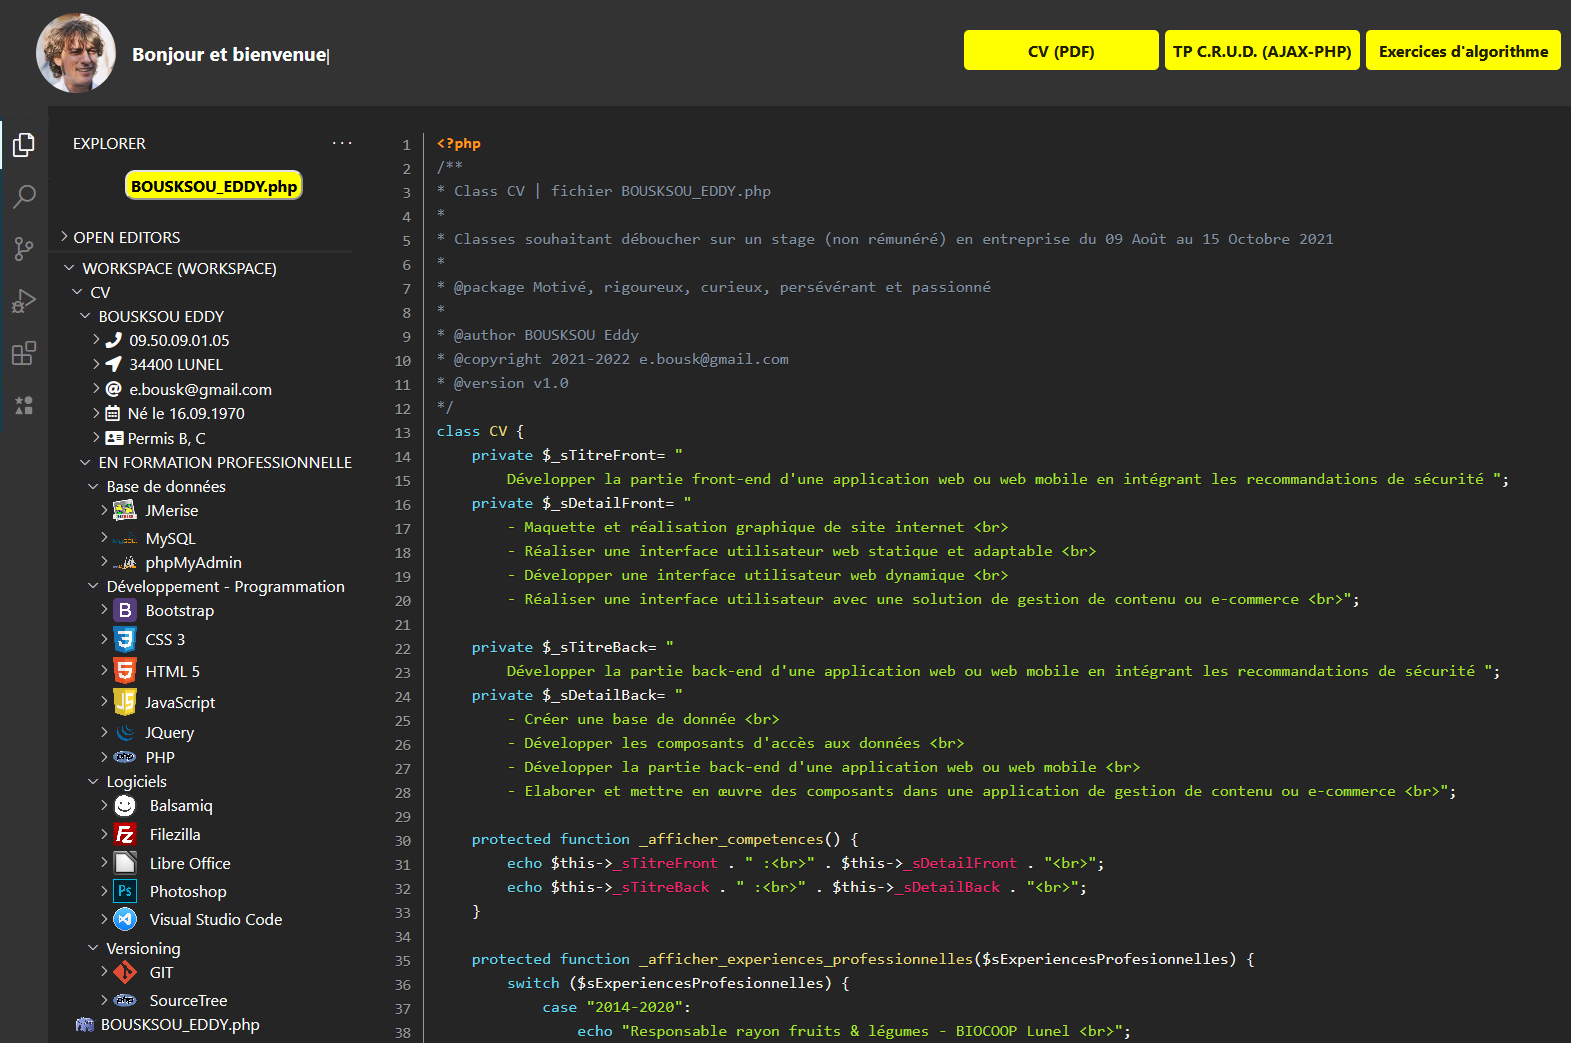 Bonjour et bienvenue|
CV (PDF)
TP C.R.U.D. (AJAX-PHP)
Exercices d'algorithme
EXPLORER
···
BOUSKSOU_EDDY.php
OPEN EDITORS
WORKSPACE (WORKSPACE)
CV
BOUSKSOU EDDY
09.50.09.01.05
34400 LUNEL
e.bousk@gmail.com
Né le 16.09.1970
Permis B, C
EN FORMATION PROFESSIONNELLE
Base de données
JMerise
MySQL
phpMyAdmin
Développement - Programmation
B Bootstrap
CSS 3
HTML 5
JavaScript
JQuery
PHP
Logiciels
Balsamiq
Fz Filezilla
Libre Office
Ps Photoshop
Visual Studio Code
Versioning
GIT
SourceTree
BOUSKSOU_EDDY.php
1 <?php
2 /**
3 * Class CV | fichier BOUSKSOU_EDDY.php
4 *
5 * Classes souhaitant déboucher sur un stage (non rémunéré) en entreprise du 09 Août au 15 Octobre 2021
6 *
7 * @package Motivé, rigoureux, curieux, persévérant et passionné
8 *
9 * @author BOUSKSOU Eddy
10 * @copyright 2021-2022 e.bousk@gmail.com
11 * @version v1.0
12 */
13 class CV {
14 private $_sTitreFront= "
15 Développer la partie front-end d'une application web ou web mobile en intégrant les recommandations de sécurité ";
16 private $_sDetailFront= "
17 - Maquette et réalisation graphique de site internet <br>
18 - Réaliser une interface utilisateur web statique et adaptable <br>
19 - Développer une interface utilisateur web dynamique <br>
20 - Réaliser une interface utilisateur avec une solution de gestion de contenu ou e-commerce <br>";
21
22 private $_sTitreBack= "
23 Développer la partie back-end d'une application web ou web mobile en intégrant les recommandations de sécurité ";
24 private $_sDetailBack= "
25 - Créer une base de donnée <br>
26 - Développer les composants d'accès aux données <br>
27 - Développer la partie back-end d'une application web ou web mobile <br>
28 - Elaborer et mettre en œuvre des composants dans une application de gestion de contenu ou e-commerce <br>";
29
30 protected function _afficher_competences() {
31 echo $this->_sTitreFront . " :<br>" . $this->_sDetailFront . "<br>";
32 echo $this->_sTitreBack . " :<br>" . $this->_sDetailBack . "<br>";
33 }
34
35 protected function _afficher_experiences_professionnelles($sExperiencesProfesionnelles) {
36 switch ($sExperiencesProfesionnelles) {
37 case "2014-2020":
38 echo "Responsable rayon fruits & légumes - BIOCOOP Lunel <br>";